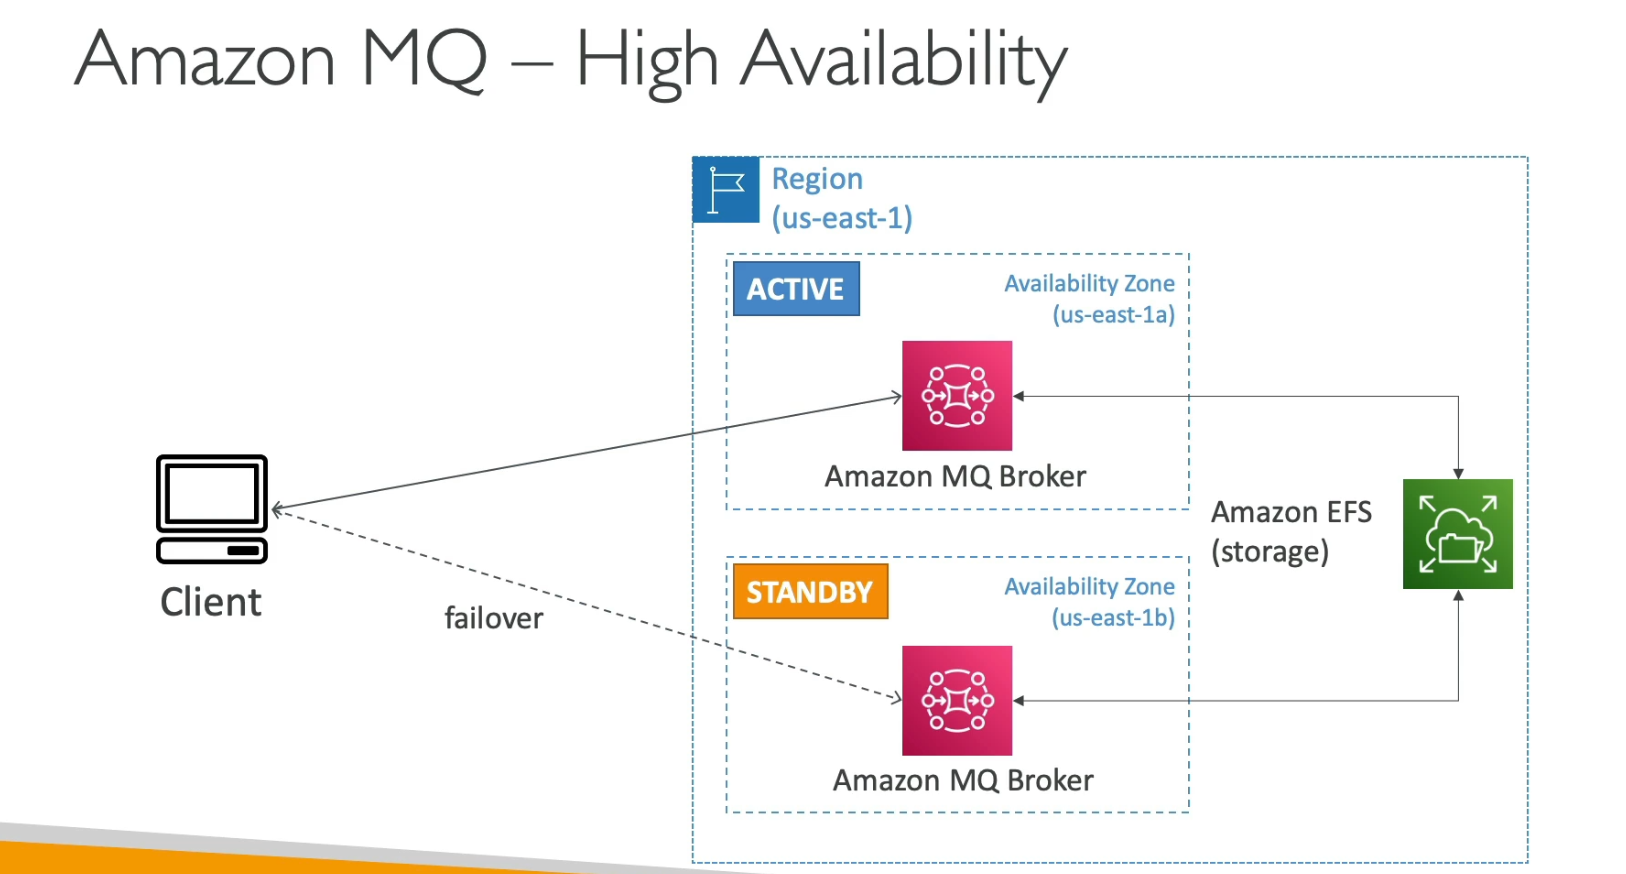 Amazon MQ – High Availability
Region
(us-east-1)
ACTIVE
Availability Zone
(us-east-1a)
Amazon MQ Broker
Amazon EFS
(storage)
Client
failover
STANDBY
Availability Zone
(us-east-1b)
Amazon MQ Broker